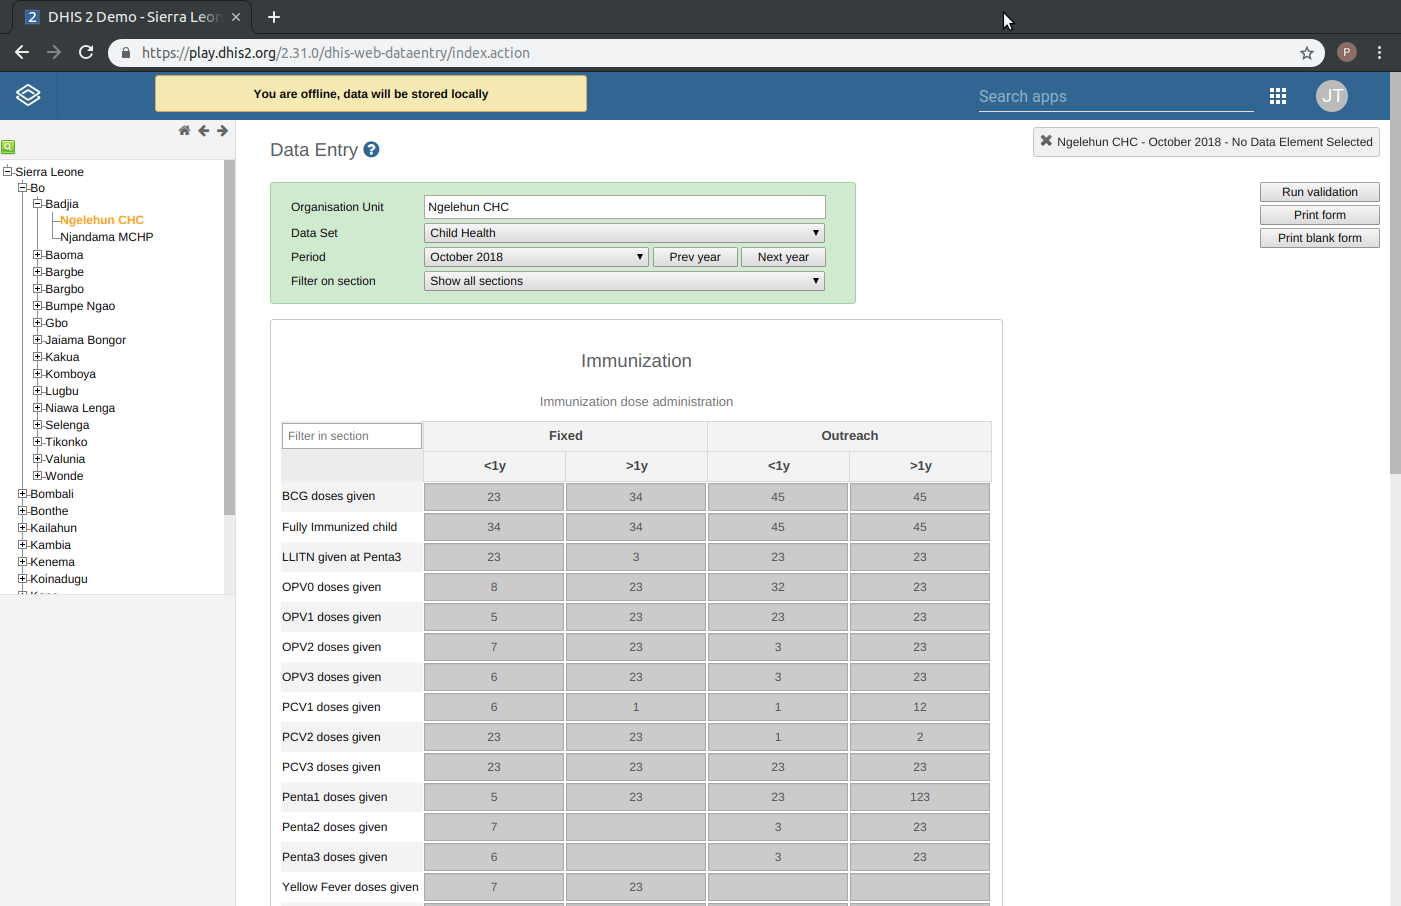 2 DHIS 2 Demo - Sierra Leon
https://play.dhis2.org/2.31.0/dhis-web-dataentry/index.action
P
You are offline, data will be stored locally
Search apps
JT
Sierra Leone
Bo
Badjia
Ngelehun CHC
Njandama MCHP
Baoma
Bargbe
Bargbo
Bumpe Ngao
Gbo
Jaiama Bongor
Kakua
Komboya
Lugbu
Niawa Lenga
Selenga
Tikonko
Valunia
Wonde
Bombali
Bonthe
Kailahun
Kambia
Kenema
Koinadugu
Data Entry ?
Ngelehun CHC - October 2018 - No Data Element Selected
Organisation Unit Ngelehun CHC
Data Set Child Health
Period October 2018 Prev year Next year
Filter on section Show all sections
Run validation
Print form
Print blank form
Immunization
Immunization dose administration
Filter in section Fixed Outreach
<1y >1y <1y >1y
BCG doses given 23 34 45 45
Fully Immunized child 34 34 45 45
LLITN given at Penta3 23 3 23 23
OPV0 doses given 8 23 32 23
OPV1 doses given 5 23 23 23
OPV2 doses given 7 23 3 23
OPV3 doses given 6 23 3 23
PCV1 doses given 6 1 1 12
PCV2 doses given 23 23 1 2
PCV3 doses given 23 23 23 23
Penta1 doses given 5 23 23 123
Penta2 doses given 7 3 23
Penta3 doses given 6 3 23
Yellow Fever doses given 7 23